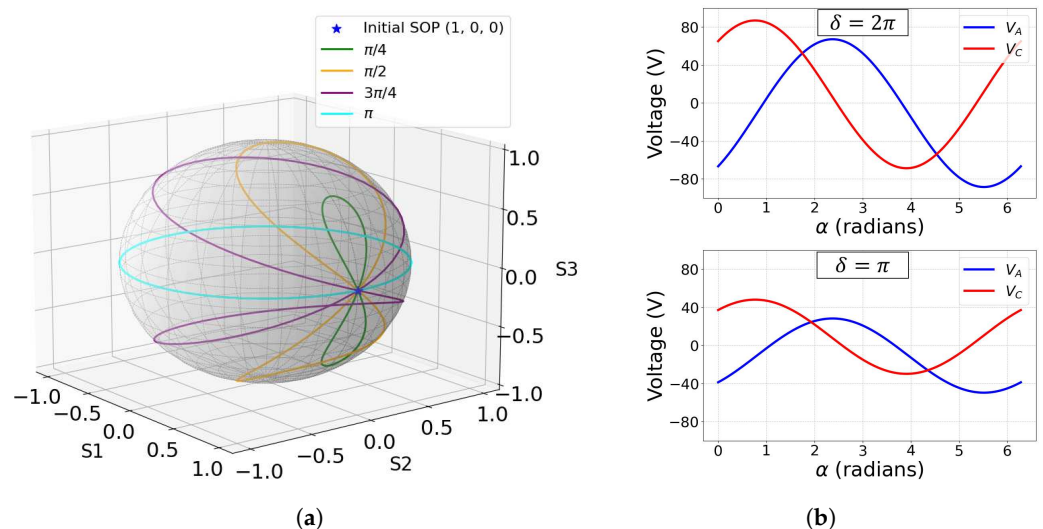 Initial SOP (1, 0, 0)
π/4
π/2
3π/4
π
1.0
0.5
0.0
−0.5
−1.0
S3
−1.0
−0.5
0.0
0.5
1.0
S1
−1.0
−0.5
0.0
0.5
1.0
S2
(a)
δ = 2π
V_A
V_C
80
40
0
−40
−80
Voltage (V)
0 1 2 3 4 5 6
α (radians)
δ = π
V_A
V_C
80
40
0
−40
−80
Voltage (V)
0 1 2 3 4 5 6
α (radians)
(b)